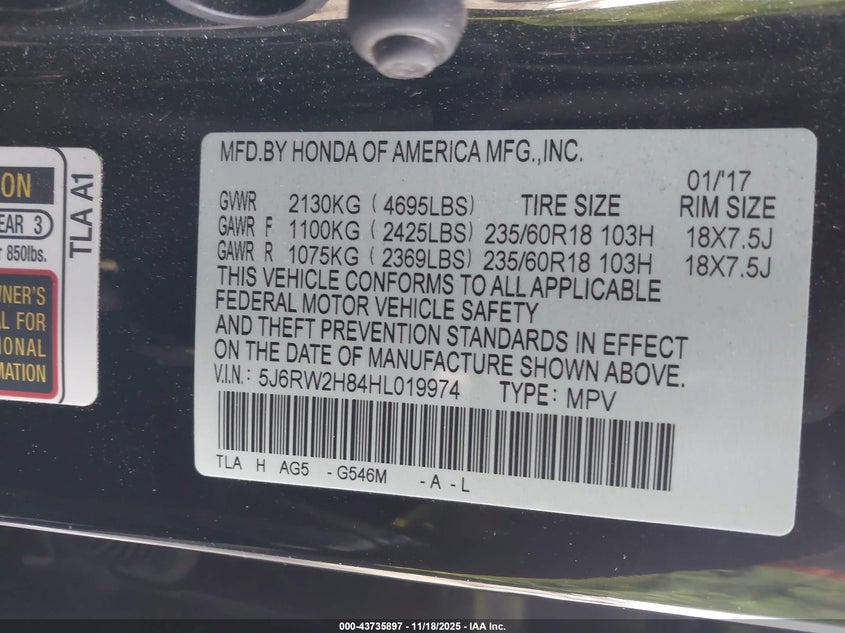 ON
EAR 3
850lbs.
NER'S
AL FOR
IONAL
MATION
TLA A1
MFD.BY HONDA OF AMERICA MFG.,INC.
01/'17
GVWR 2130KG (4695LBS) TIRE SIZE RIM SIZE
GAWR F 1100KG (2425LBS) 235/60R18 103H 18X7.5J
GAWR R 1075KG (2369LBS) 235/60R18 103H 18X7.5J
THIS VEHICLE CONFORMS TO ALL APPLICABLE
FEDERAL MOTOR VEHICLE SAFETY
AND THEFT PREVENTION STANDARDS IN EFFECT
ON THE DATE OF MANUFACTURE SHOWN ABOVE.
V.I.N.: 5J6RW2H84HL019974 TYPE: MPV
TLA H AG5 -G546M -A-L
000-43735897 - 11/18/2025 - IAA Inc.